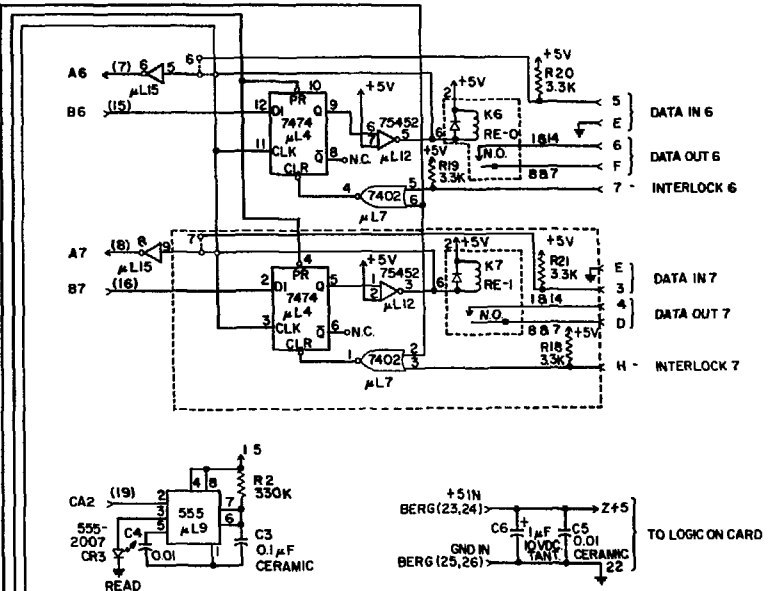 +5V
A6 (7) 6 5 6
R20
3.3K
μL15
10
+5V
2 +5V
5
E
DATA IN 6
B6 (15) 12 DI PR Q 9
7474
μL4
6
7
75452
5
μL12
6
K6
RE-0
1&14
6
DATA OUT 6
11 CLK
Q̅ 8 N.C.
+5V
N.O.
8&7
F
CLR
R19
3.3K
4
7402
5
6
7 - INTERLOCK 6
μL7
A7 (8) 8 9 7
μL15
4
+5V
2 +5V
+5V
R21
3.3K
E
3
DATA IN 7
B7 (16) 2 DI PR Q 5
7474
μL4
1
2
75452
3
μL12
6
K7
RE-1
1&14
4
DATA OUT 7
3 CLK
Q̅ 6 N.C.
N.O.
8&7
D
+5V
CLR
R18
3.3K
1
7402
2
3
H - INTERLOCK 7
μL7
15
4 8
R2
330K
CA2 (19) 2
7
3
555
μL9
6
5
555-
2007
CR3
C4
0.01
1
C3
0.1μF
CERAMIC
READ
+5IN
BERG (23,24)
Z+5
C6
+
1μF
10VDC
TANT.
C5
0.01
CERAMIC
TO LOGIC ON CARD
GND IN
BERG (25,26)
22